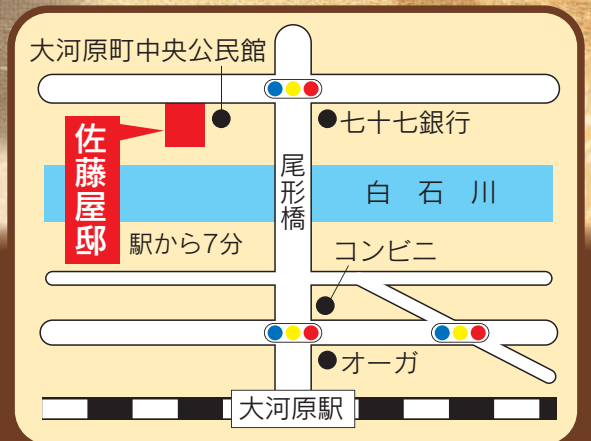 大河原町中央公民館
七十七銀行
佐藤屋邸
尾形橋
白石川
駅から7分
コンビニ
オーガ
大河原駅